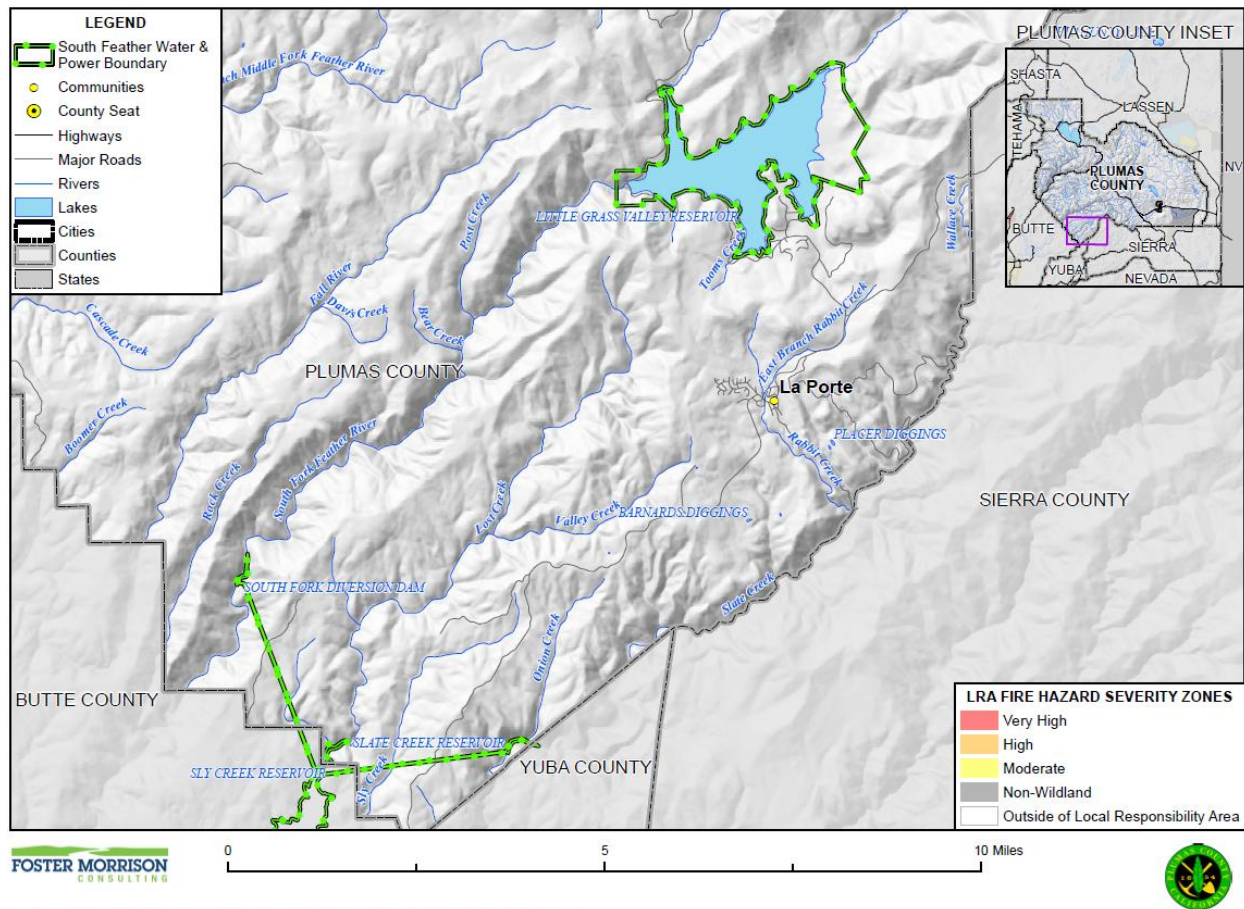 LEGEND
South Feather Water &
Power Boundary
Communities
County Seat
Highways
Major Roads
Rivers
Lakes
Cities
Counties
States
Middle Fork Feather River
PLUMAS COUNTY INSET
SHASTA
LASSEN
TEHAMA
PLUMAS
COUNTY
NV
BUTTE
SIERRA
YUBA
NEVADA
Post Creek
LITTLE GRASS VALLEY RESERVOIR
Tooms Creek
Wallace Creek
Fall River
Davis Creek
Bear Creek
Cascade Creek
East Branch Rabbit Creek
PLUMAS COUNTY
La Porte
Boomer Creek
PLACER DIGGINGS
Rabbit Creek
Rock Creek
South Fork Feather River
Lost Creek
Valley Creek
BARNARDS DIGGINGS
SIERRA COUNTY
SOUTH FORK DIVERSION DAM
Slate Creek
Onion Creek
BUTTE COUNTY
SLATE CREEK RESERVOIR
SLY CREEK RESERVOIR
Sly Creek
YUBA COUNTY
LRA FIRE HAZARD SEVERITY ZONES
Very High
High
Moderate
Non-Wildland
Outside of Local Responsibility Area
FOSTER MORRISON
CONSULTING
0
5
10 Miles
PLUMAS COUNTY
1854
CALIFORNIA